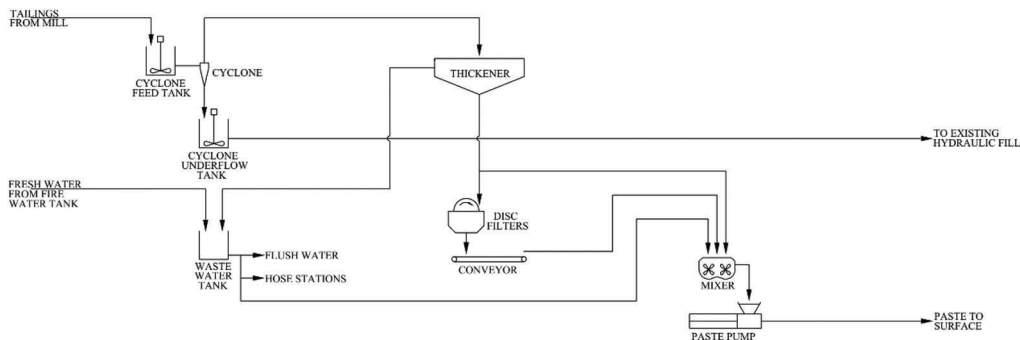 TAILINGS
FROM MILL
CYCLONE
FEED TANK
CYCLONE
THICKENER
CYCLONE
UNDERFLOW
TANK
TO EXISTING
HYDRAULIC FILL
FRESH WATER
FROM FIRE
WATER TANK
DISC
FILTERS
FLUSH WATER
WASTE
WATER
TANK
HOSE STATIONS
CONVEYOR
MIXER
PASTE PUMP
PASTE TO
SURFACE